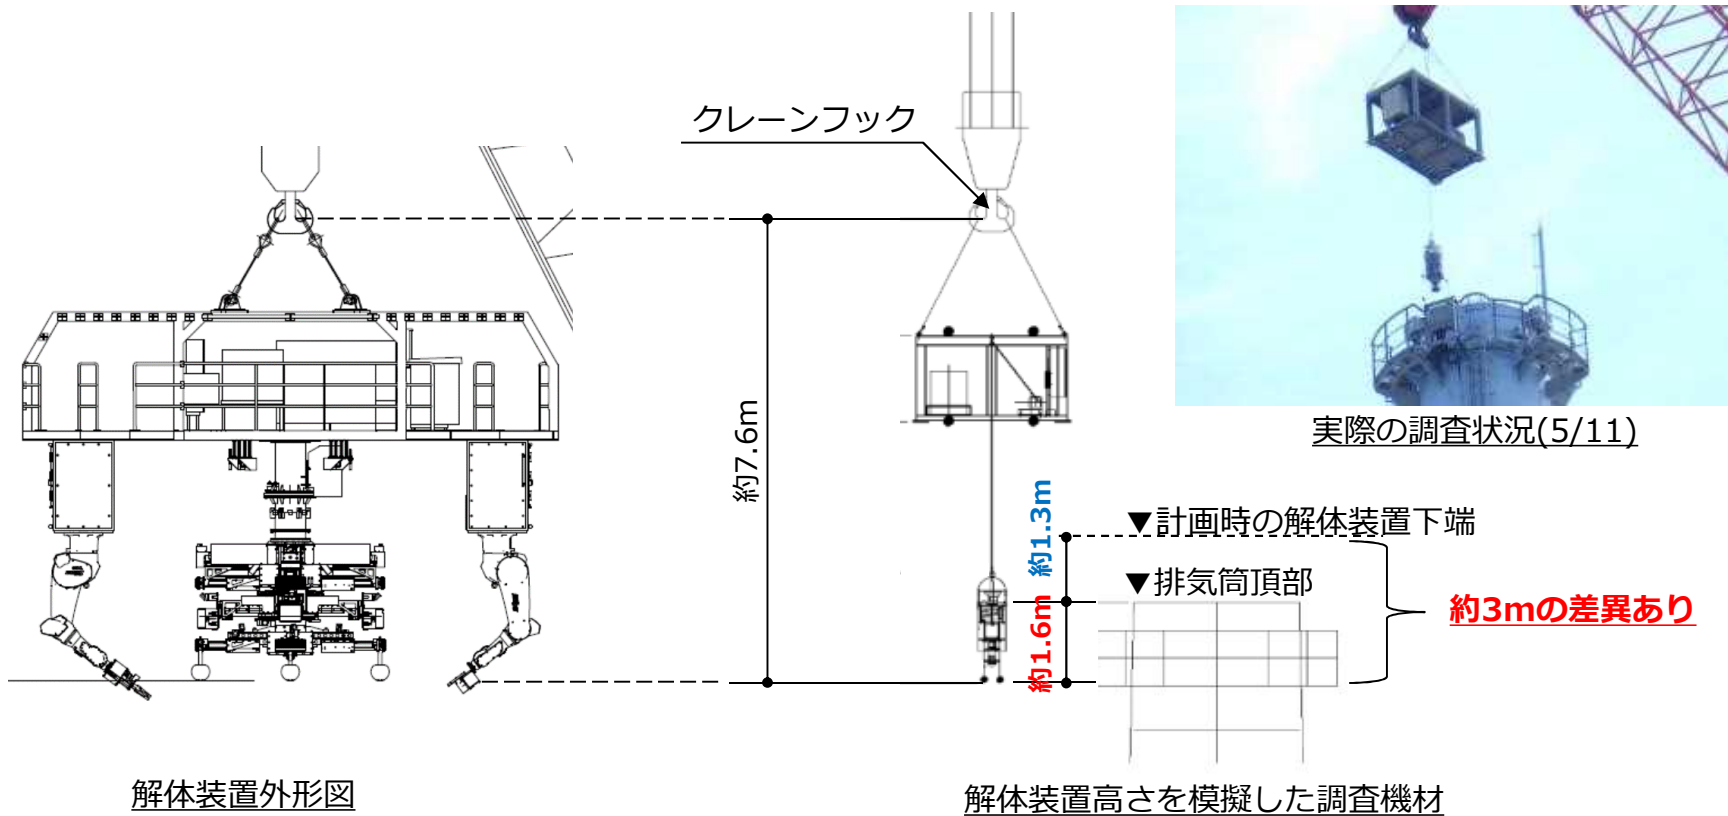 クレーンフック
約7.6m
実際の調査状況(5/11)
約1.3m
▼計画時の解体装置下端
▼排気筒頂部
約1.6m
約3mの差異あり
解体装置外形図
解体装置高さを模擬した調査機材